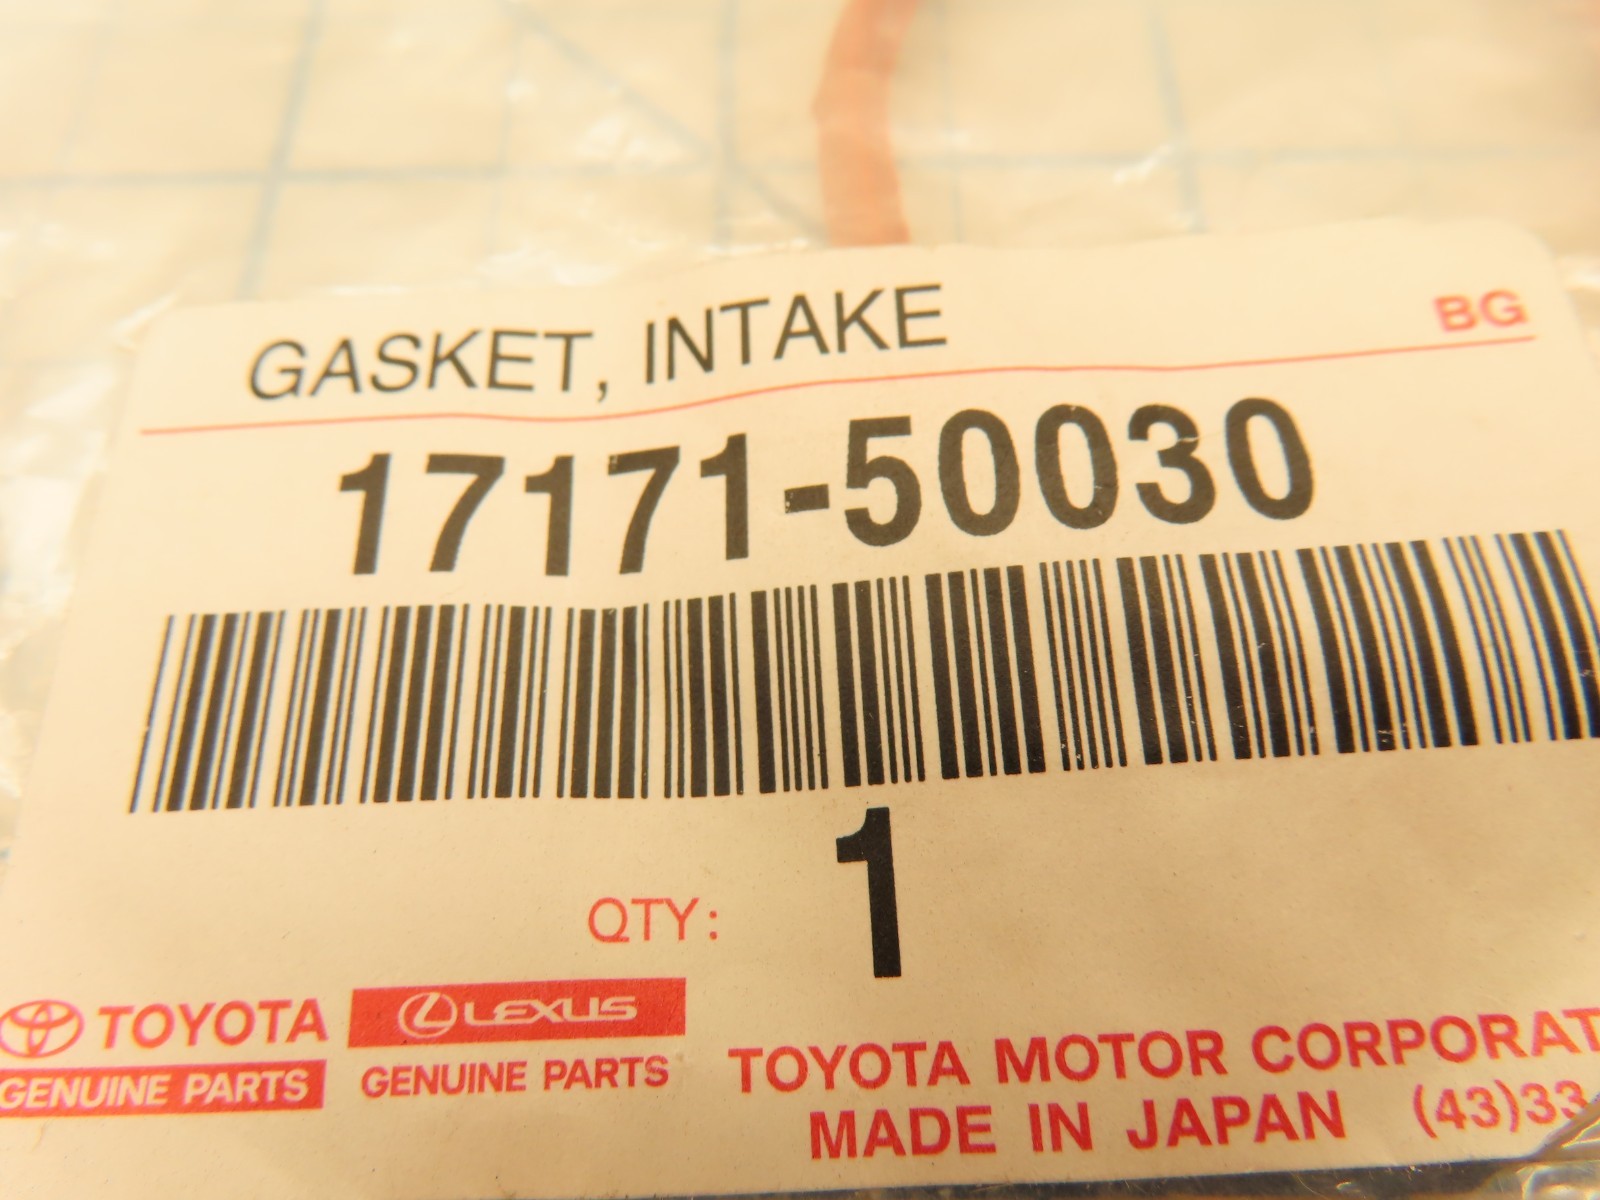 GASKET, INTAKE BG
17171-50030
QTY: 1
TOYOTA LEXUS
GENUINE PARTS GENUINE PARTS
TOYOTA MOTOR CORPORAT
MADE IN JAPAN (43)33